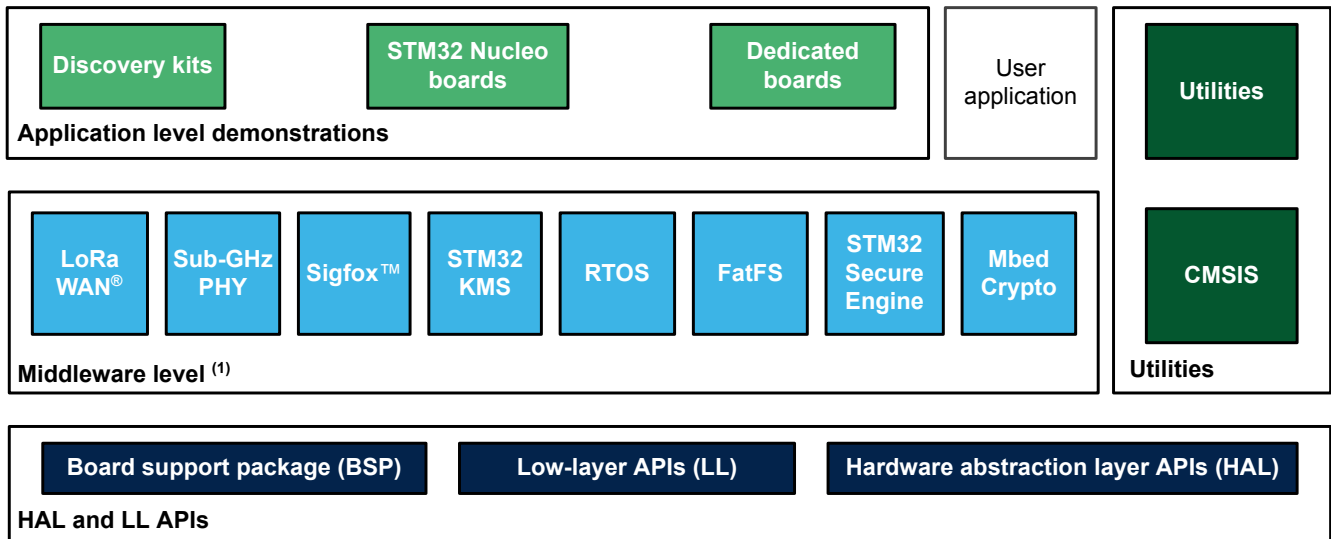 Discovery kits
STM32 Nucleo
boards
Dedicated
boards
Application level demonstrations
User
application
Utilities
LoRa
WAN®
Sub-GHz
PHY
Sigfox™
STM32
KMS
RTOS
FatFS
STM32
Secure
Engine
Mbed
Crypto
Middleware level (1)
CMSIS
Utilities
Board support package (BSP)
Low-layer APIs (LL)
Hardware abstraction layer APIs (HAL)
HAL and LL APIs